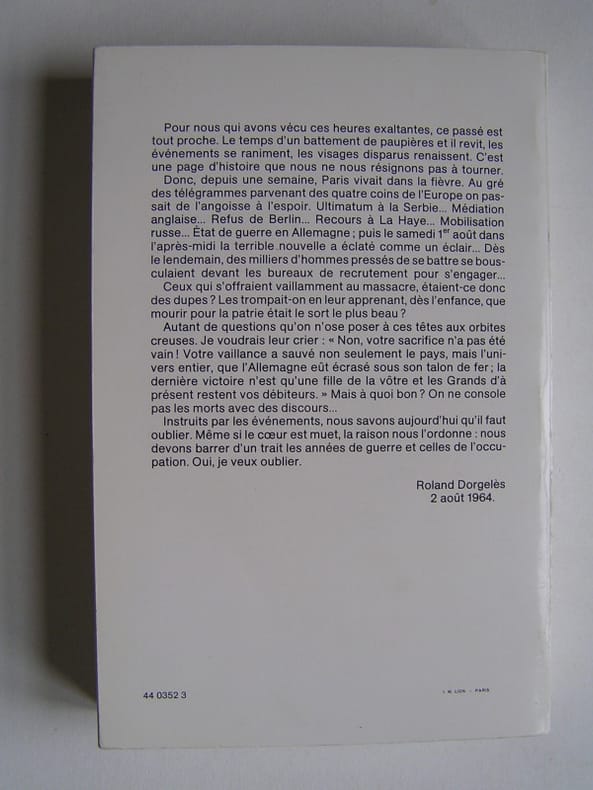 Pour nous qui avons vécu ces heures exaltantes, ce passé est
tout proche. Le temps d'un battement de paupières et il revit, les
événements se raniment, les visages disparus renaissent. C'est
une page d'histoire que nous ne nous résignons pas à tourner.
Donc, depuis une semaine, Paris vivait dans la fièvre. Au gré
des télégrammes parvenant des quatre coins de l'Europe on pas-
sait de l'angoisse à l'espoir. Ultimatum à la Serbie... Médiation
anglaise... Refus de Berlin... Recours à La Haye... Mobilisation
russe... État de guerre en Allemagne ; puis le samedi 1er août dans
l'après-midi la terrible nouvelle a éclaté comme un éclair... Dès
le lendemain, des milliers d'hommes pressés de se battre se bous-
culaient devant les bureaux de recrutement pour s'engager...
Ceux qui s'offraient vaillamment au massacre, étaient-ce donc
des dupes ? Les trompait-on en leur apprenant, dès l'enfance, que
mourir pour la patrie était le sort le plus beau ?
Autant de questions qu'on n'ose poser à ces têtes aux orbites
creuses. Je voudrais leur crier : « Non, votre sacrifice n'a pas été
vain ! Votre vaillance a sauvé non seulement le pays, mais l'uni-
vers entier, que l'Allemagne eût écrasé sous son talon de fer ; la
dernière victoire n'est qu'une fille de la vôtre et les Grands d'à
présent restent vos débiteurs. » Mais à quoi bon ? On ne console
pas les morts avec des discours...
Instruits par les événements, nous savons aujourd'hui qu'il faut
oublier. Même si le cœur est muet, la raison nous l'ordonne : nous
devons barrer d'un trait les années de guerre et celles de l'occu-
pation. Oui, je veux oublier.
Roland Dorgelès
2 août 1964.
44 0352 3
LION - PARIS